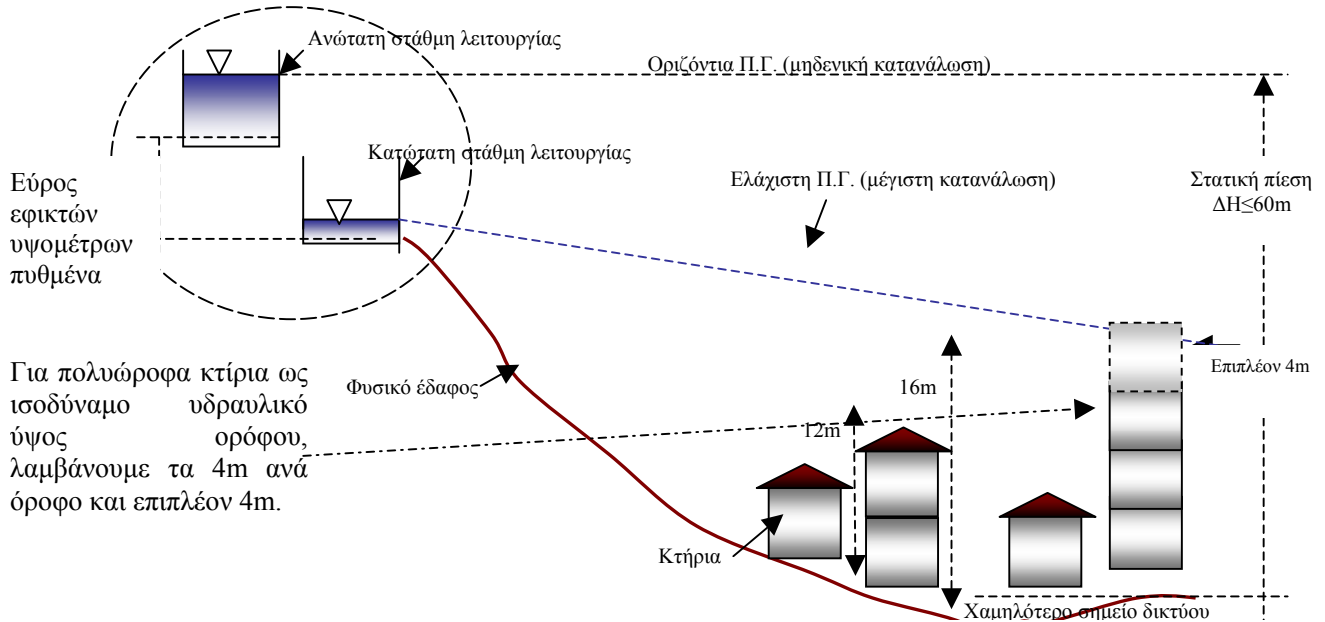 Ανώτατη στάθμη λειτουργίας
Οριζόντια Π.Γ. (μηδενική κατανάλωση)
Κατώτατη στάθμη λειτουργίας
Ελάχιστη Π.Γ. (μέγιστη κατανάλωση)
Στατική πίεση
ΔΗ≤60m
Εύρος
εφικτών
υψομέτρων
πυθμένα
Για πολυώροφα κτίρια ως
ισοδύναμο υδραυλικό
ύψος ορόφου,
λαμβάνουμε τα 4m ανά
όροφο και επιπλέον 4m.
Φυσικό έδαφος
16m
12m
Επιπλέον 4m
Κτήρια
Χαμηλότερο σημείο δικτύου